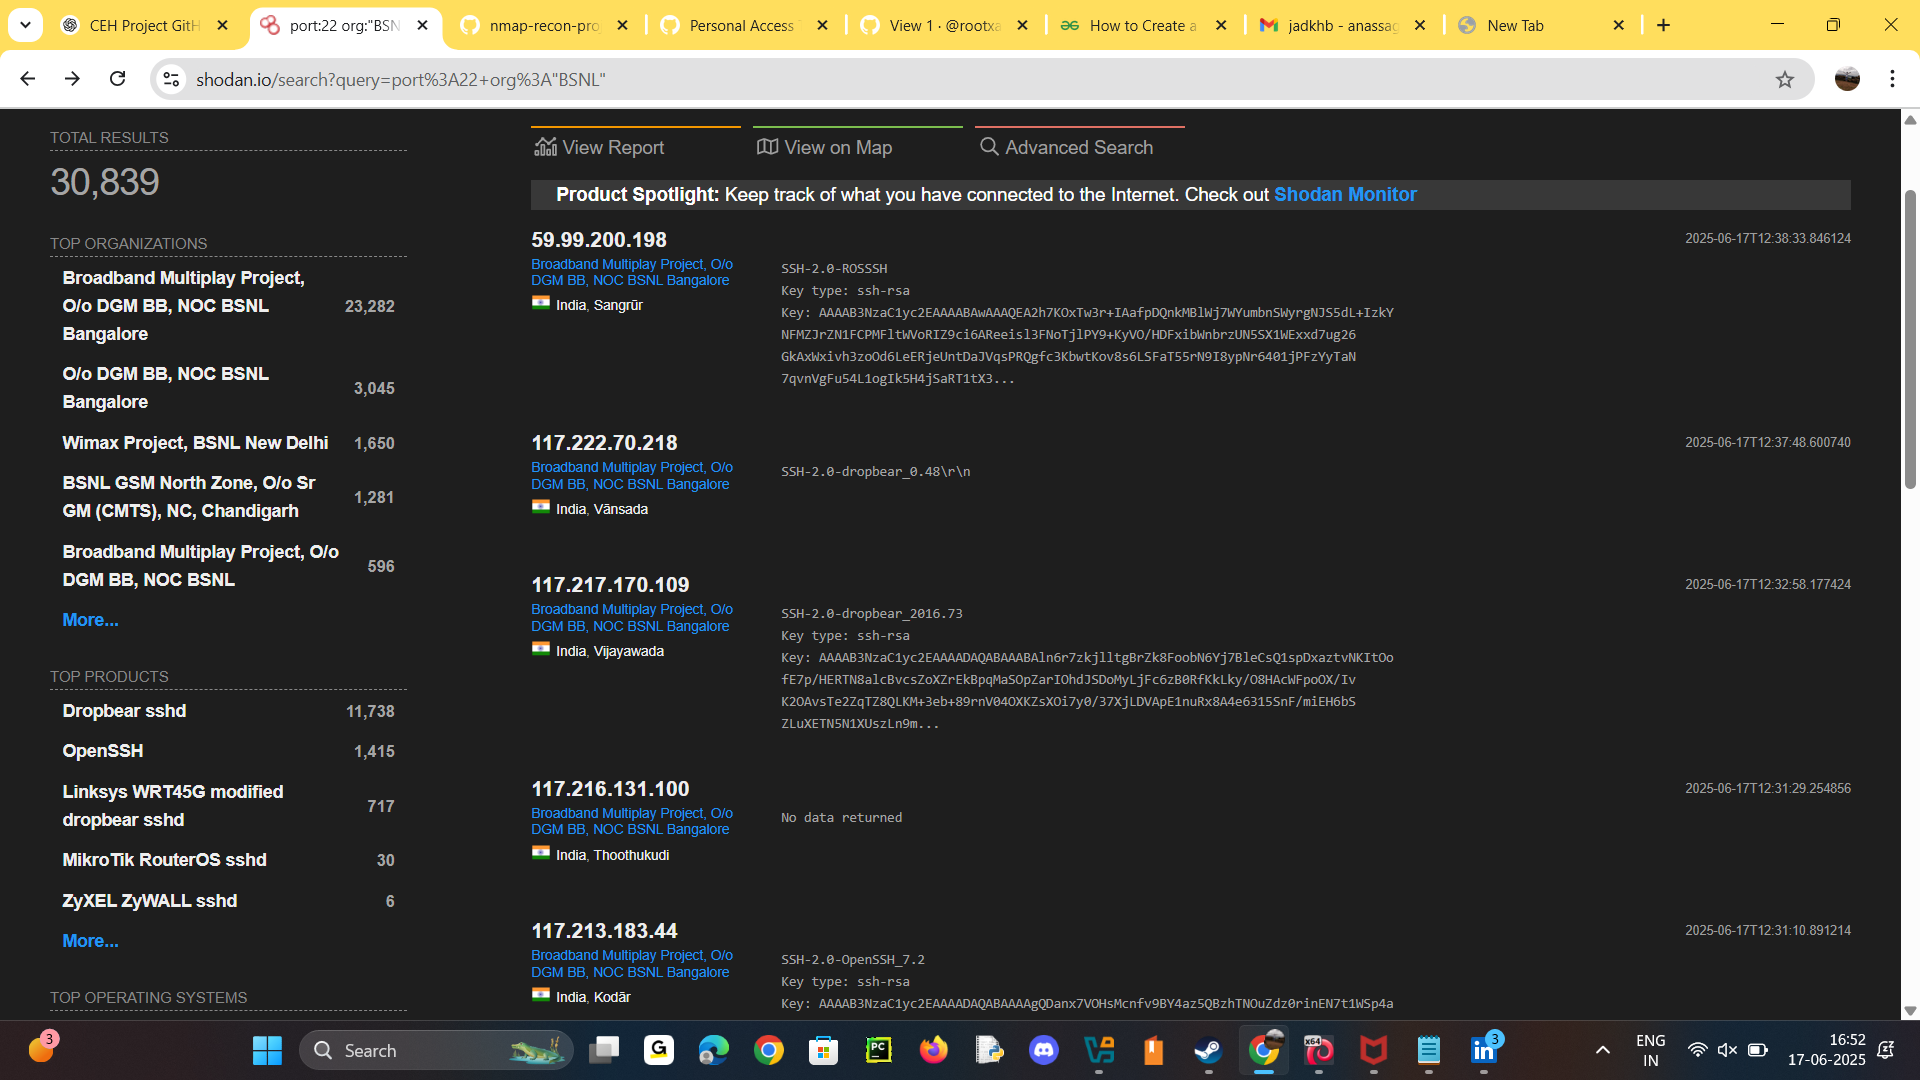 CEH Project GitH
port:22 org:"BSN
nmap-recon-pro
Personal Access
View 1 · @rootxa
How to Create a
jadkhb - anassag
New Tab
shodan.io/search?query=port%3A22+org%3A"BSNL"
TOTAL RESULTS
30,839
TOP ORGANIZATIONS
Broadband Multiplay Project,
O/o DGM BB, NOC BSNL
Bangalore
23,282
O/o DGM BB, NOC BSNL
Bangalore
3,045
Wimax Project, BSNL New Delhi
1,650
BSNL GSM North Zone, O/o Sr
GM (CMTS), NC, Chandigarh
1,281
Broadband Multiplay Project, O/o
DGM BB, NOC BSNL
596
More...
TOP PRODUCTS
Dropbear sshd
11,738
OpenSSH
1,415
Linksys WRT45G modified
dropbear sshd
717
MikroTik RouterOS sshd
30
ZyXEL ZyWALL sshd
6
More...
TOP OPERATING SYSTEMS
View Report
View on Map
Advanced Search
Product Spotlight: Keep track of what you have connected to the Internet. Check out Shodan Monitor
59.99.200.198
2025-06-17T12:38:33.846124
Broadband Multiplay Project, O/o
DGM BB, NOC BSNL Bangalore
India, Sangrūr
SSH-2.0-ROSSSH
Key type: ssh-rsa
Key: AAAAB3NzaC1yc2EAAAABAwAAAQEA2h7KOxTw3r+IAafpDQnkMBlWj7WYumbnSWyrgNJS5dL+IzkY
NFMZJrZN1FCPMFltWVoRIZ9ci6AReeisl3FNoTjlPY9+KyVO/HDFxibWnbrzUN5SX1WExxd7ug26
GkAxWxivh3zoOd6LeERjeUntDaJVqsPRQgfc3KbwtKov8s6LSFaT55rN9I8ypNr6401jPFzYyTaN
7qvnVgFu54L1ogIk5H4jSaRT1tX3...
117.222.70.218
2025-06-17T12:37:48.600740
Broadband Multiplay Project, O/o
DGM BB, NOC BSNL Bangalore
India, Vānsada
SSH-2.0-dropbear_0.48\r\n
117.217.170.109
2025-06-17T12:32:58.177424
Broadband Multiplay Project, O/o
DGM BB, NOC BSNL Bangalore
India, Vijayawada
SSH-2.0-dropbear_2016.73
Key type: ssh-rsa
Key: AAAAB3NzaC1yc2EAAAADAQABAAABAln6r7zkjlltgBrZk8FoobN6Yj7BleCsQ1spDxaztvNKItOo
fE7p/HERTN8alcBvcsZoXZrEkBpqMaSOpZarIOhdJSDoMyLjFc6zB0RfKkLky/O8HAcWFpoOX/Iv
K2OAvsTe2ZqTZ8QLKM+3eb+89rnV04OXKZsXOi7y0/37XjLDVApE1nuRx8A4e6315SnF/miEH6bS
ZLuXETN5N1XUszLn9m...
117.216.131.100
2025-06-17T12:31:29.254856
Broadband Multiplay Project, O/o
DGM BB, NOC BSNL Bangalore
India, Thoothukudi
No data returned
117.213.183.44
2025-06-17T12:31:10.891214
Broadband Multiplay Project, O/o
DGM BB, NOC BSNL Bangalore
India, Kodār
SSH-2.0-OpenSSH_7.2
Key type: ssh-rsa
Key: AAAAB3NzaC1yc2EAAAADAQABAAAAgQDanx7VOHsMcnfv9BY4az5QBzhTNOuZdz0rinEN7t1WSp4a
3
Search
3
ENG
IN
16:52
17-06-2025